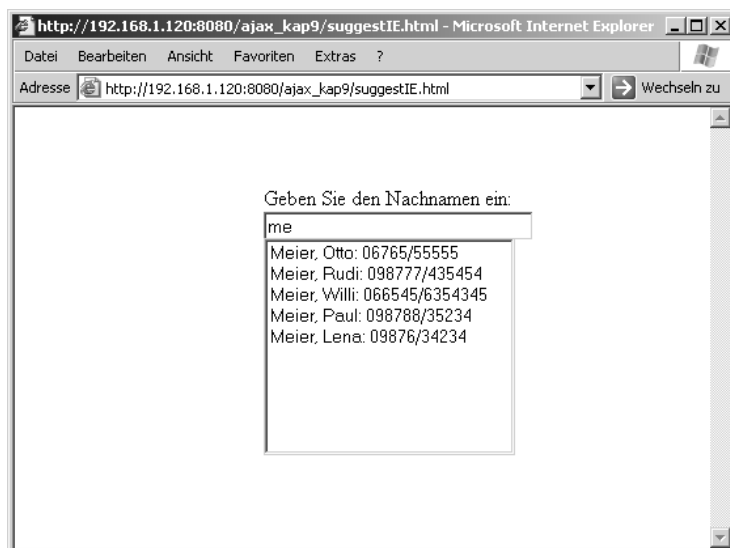 http://192.168.1.120:8080/ajax_kap9/suggestIE.html - Microsoft Internet Explorer
Datei Bearbeiten Ansicht Favoriten Extras ?
Adresse http://192.168.1.120:8080/ajax_kap9/suggestIE.html Wechseln zu
Geben Sie den Nachnamen ein:
me
Meier, Otto: 06765/55555
Meier, Rudi: 098777/435454
Meier, Willi: 066545/6354345
Meier, Paul: 098788/35234
Meier, Lena: 09876/34234